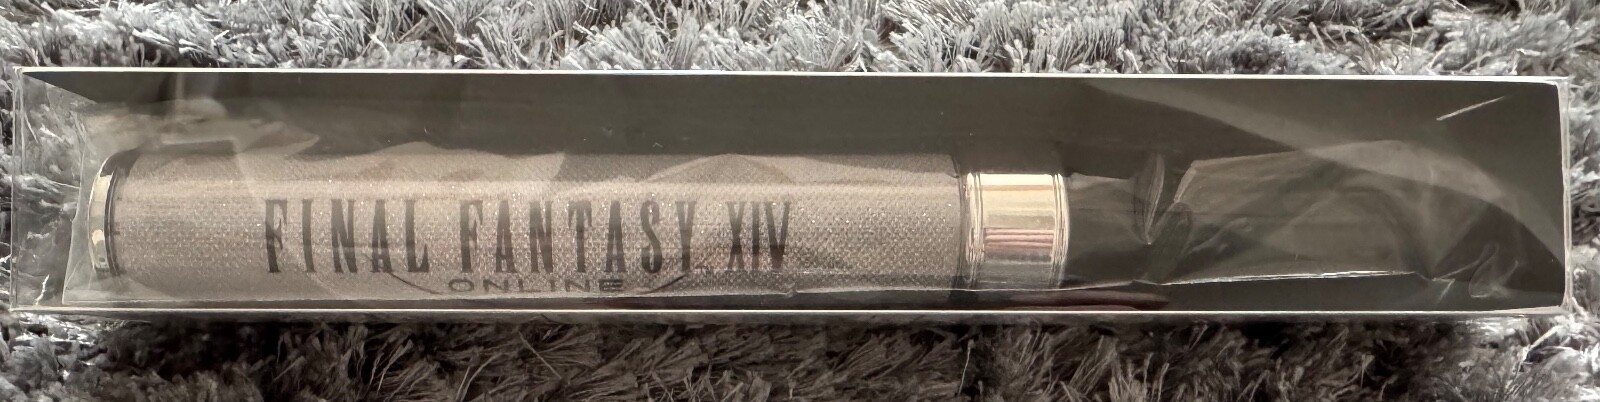 FINAL FANTASY XIV
ONLINE